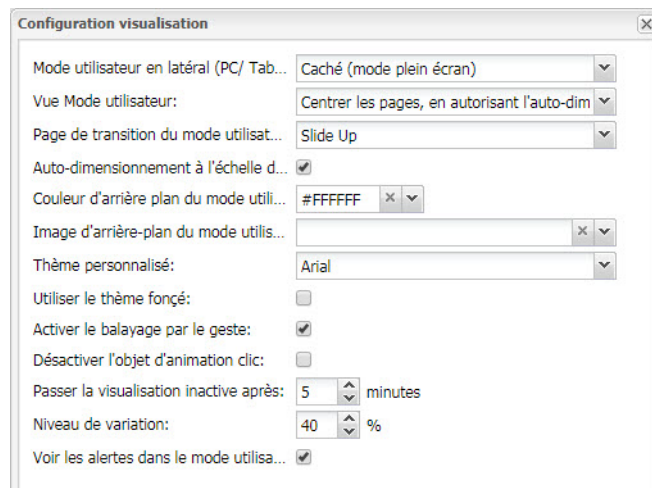 Configuration visualisation
Mode utilisateur en latéral (PC/ Tab... Caché (mode plein écran)
Vue Mode utilisateur: Centrer les pages, en autorisant l'auto-dim
Page de transition du mode utilisat... Slide Up
Auto-dimensionnement à l'échelle d...
Couleur d'arrière plan du mode utili... #FFFFFF
Image d'arrière-plan du mode utilis...
Thème personnalisé: Arial
Utiliser le thème fonçé:
Activer le balayage par le geste:
Désactiver l'objet d'animation clic:
Passer la visualisation inactive après: 5 minutes
Niveau de variation: 40 %
Voir les alertes dans le mode utilisa...